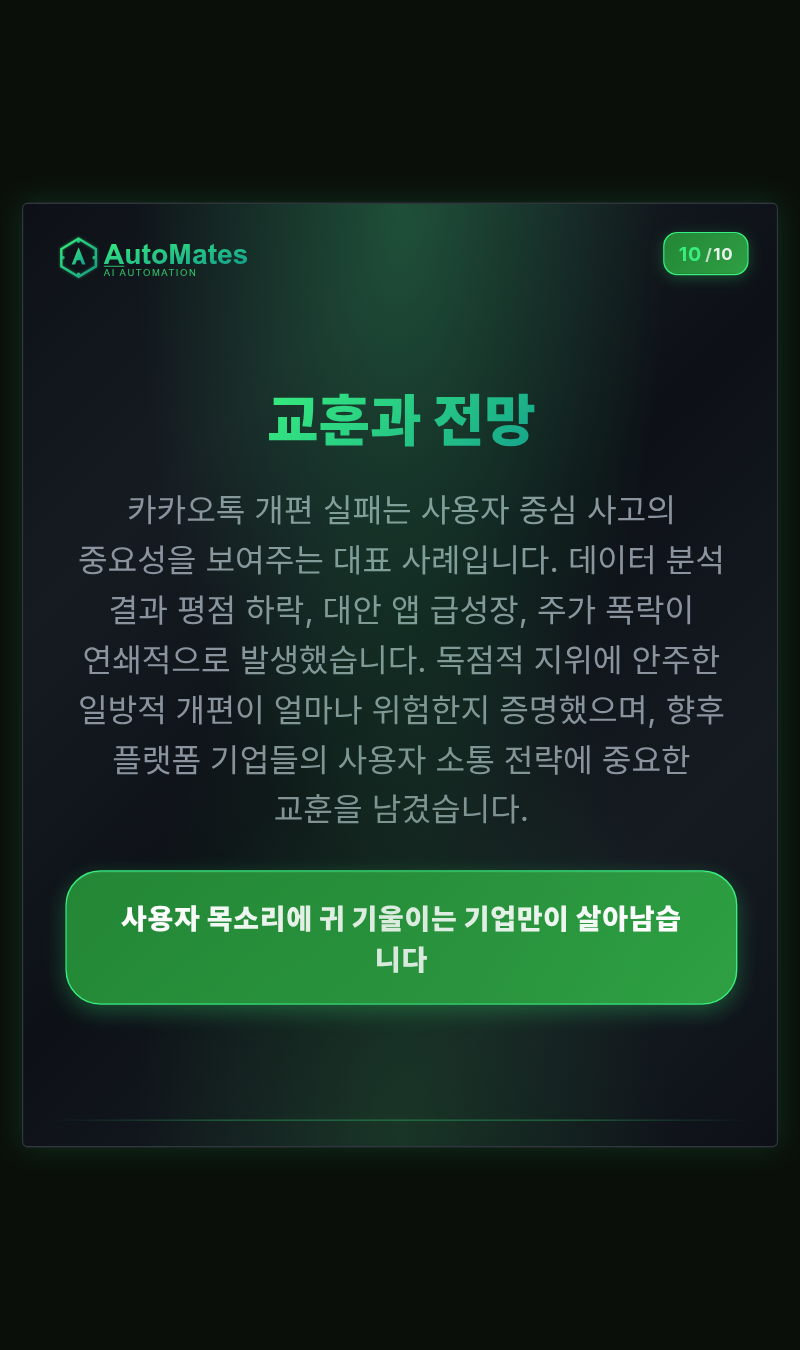 AutoMates
AI AUTOMATION
10 /10
교훈과 전망
카카오톡 개편 실패는 사용자 중심 사고의
중요성을 보여주는 대표 사례입니다. 데이터 분석
결과 평점 하락, 대안 앱 급성장, 주가 폭락이
연쇄적으로 발생했습니다. 독점적 지위에 안주한
일방적 개편이 얼마나 위험한지 증명했으며, 향후
플랫폼 기업들의 사용자 소통 전략에 중요한
교훈을 남겼습니다.
사용자 목소리에 귀 기울이는 기업만이 살아남습
니다